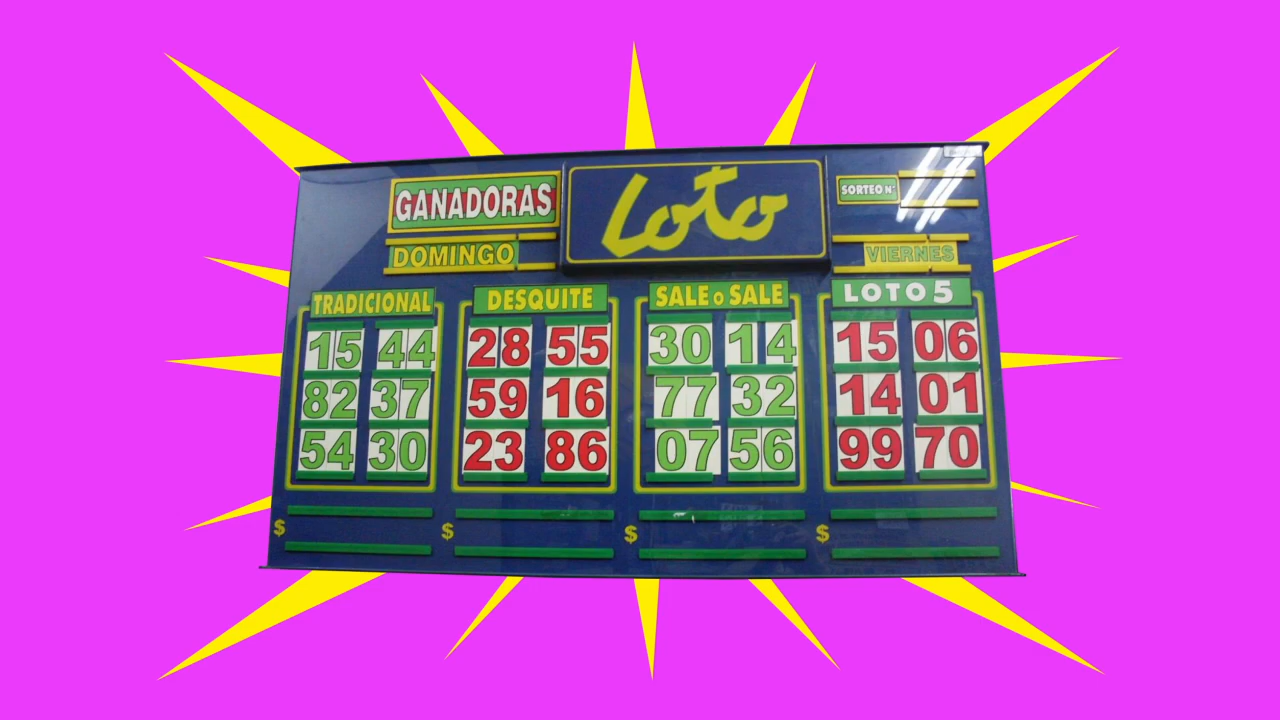 GANADORAS
Loto
SORTEO Nº
DOMINGO
VIERNES
TRADICIONAL
DESQUITE
SALE o SALE
LOTO 5
15 44 28 55 30 14 15 06
82 37 59 16 77 32 14 01
54 30 23 86 07 56 99 70
$ $ $ $